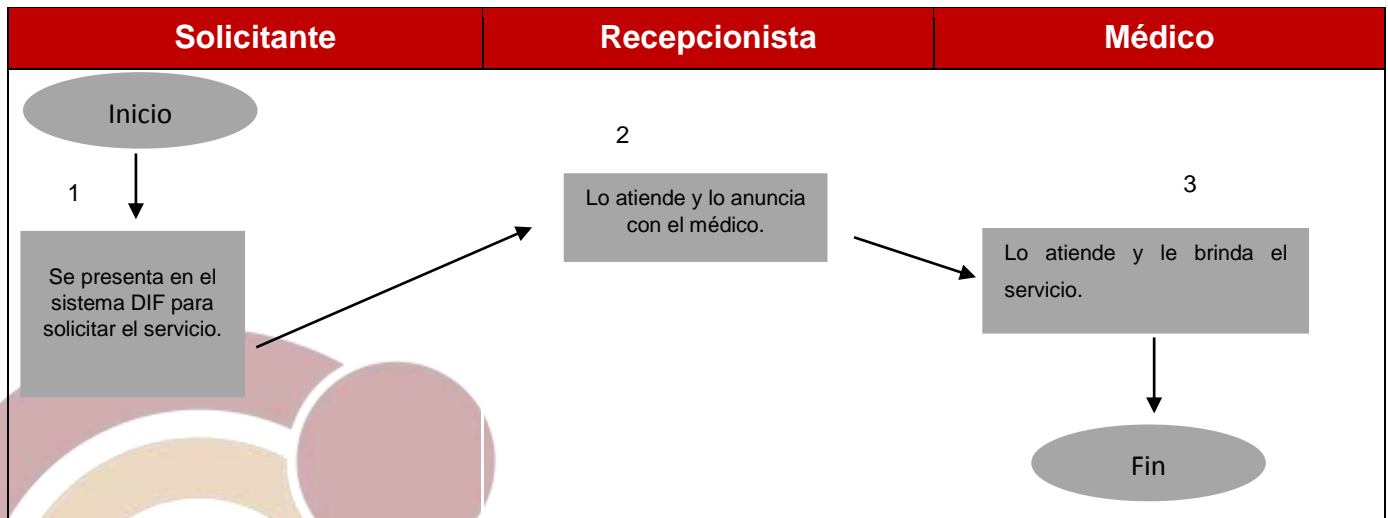 Solicitante
Recepcionista
Médico
Inicio
1
Se presenta en el
sistema DIF para
solicitar el servicio.
2
Lo atiende y lo anuncia
con el médico.
3
Lo atiende y le brinda el
servicio.
Fin